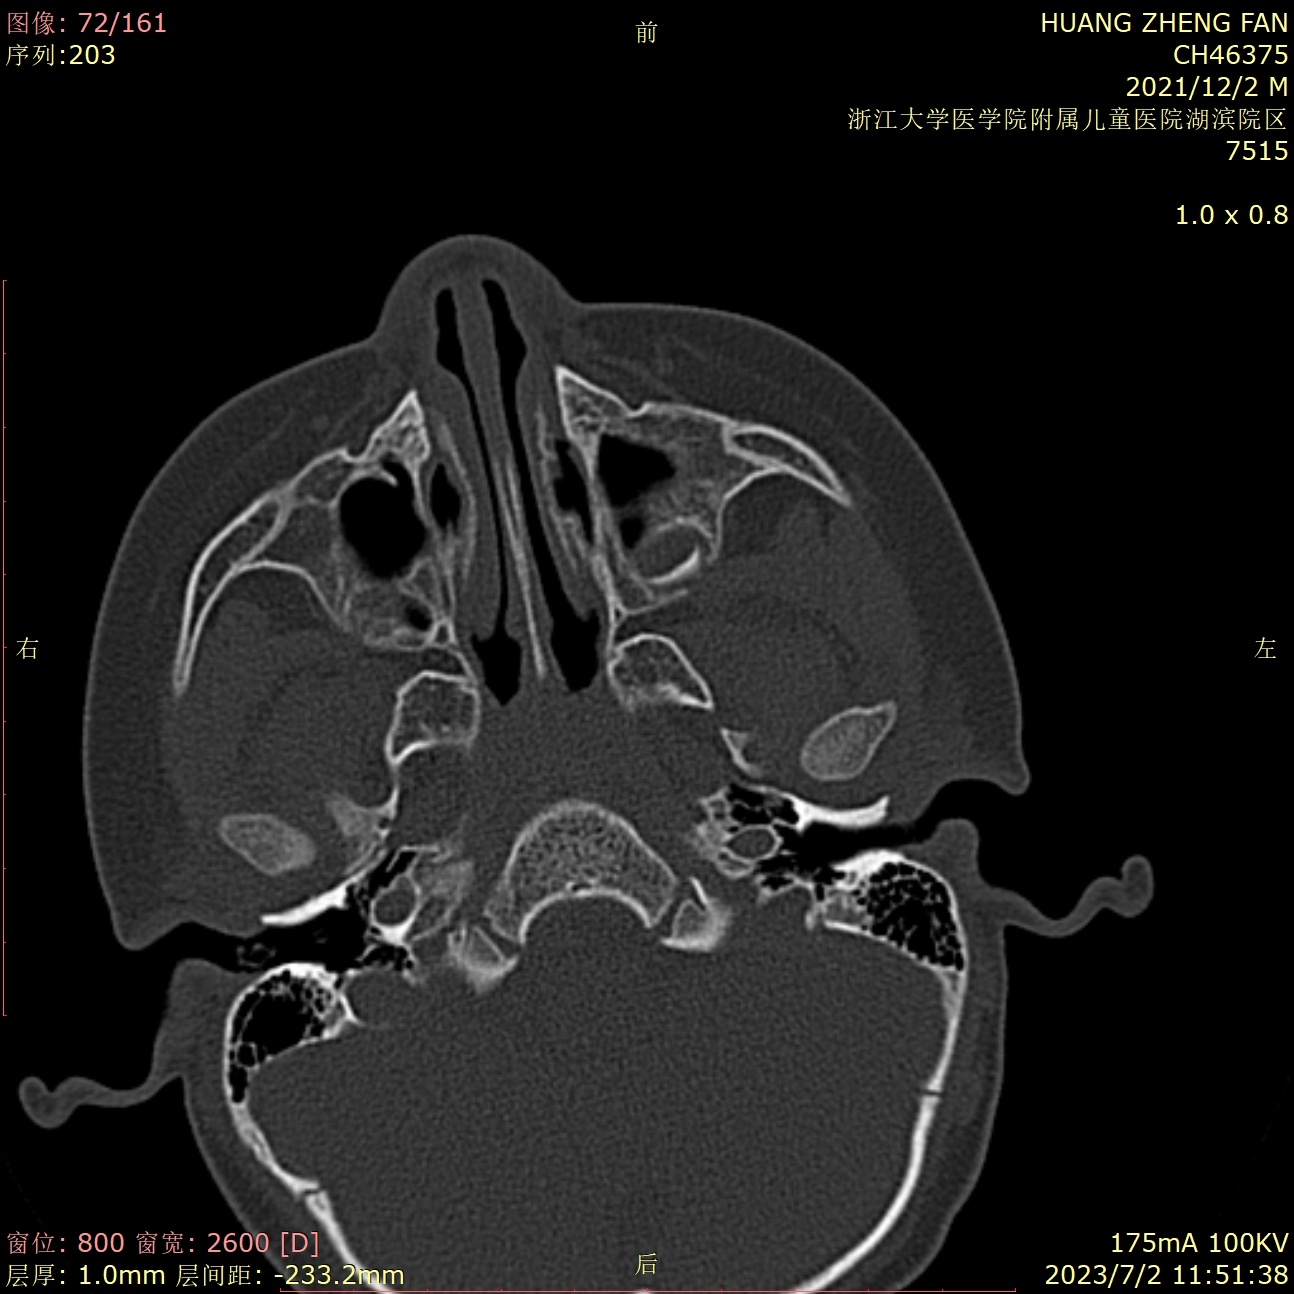 图像: 72/161
序列:203
前
HUANG ZHENG FAN
CH46375
2021/12/2 M
浙江大学医学院附属儿童医院湖滨院区
7515
1.0 x 0.8
右
左
窗位: 800 窗宽: 2600 [D]
层厚: 1.0mm 层间距: -233.2mm
后
175mA 100KV
2023/7/2 11:51:38